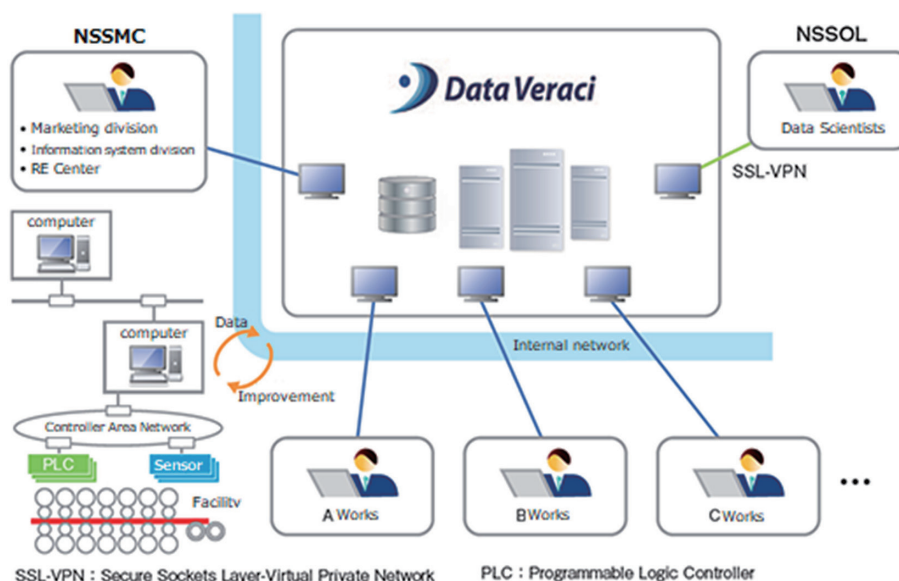 NSSMC
• Marketing division
• Information system division
• RE Center
Data Veraci
NSSOL
Data Scientists
SSL-VPN
computer
computer
Data
Improvement
Internal network
Controller Area Network
PLC
Sensor
Facility
A Works
B Works
C Works
•••
SSL-VPN : Secure Sockets Layer-Virtual Private Network
PLC : Programmable Logic Controller